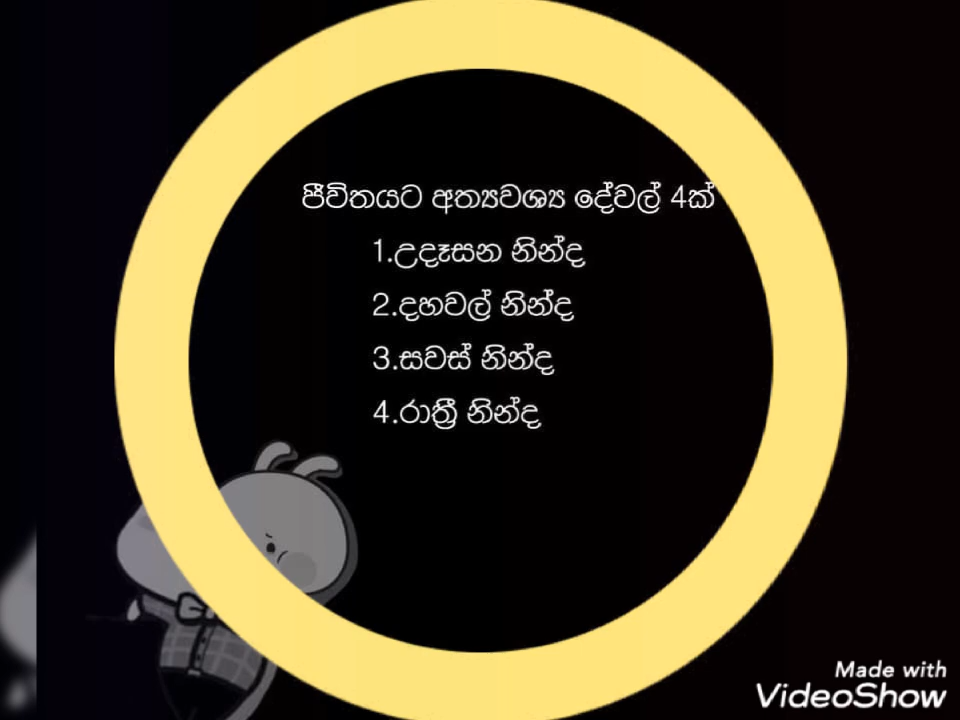 ජීවිතයට අත්‍යවශ්‍ය දේවල් 4ක්
1.උදෑසන නින්ද
2.දහවල් නින්ද
3.සවස් නින්ද
4.රාත්‍රී නින්ද
Made with
VideoShow